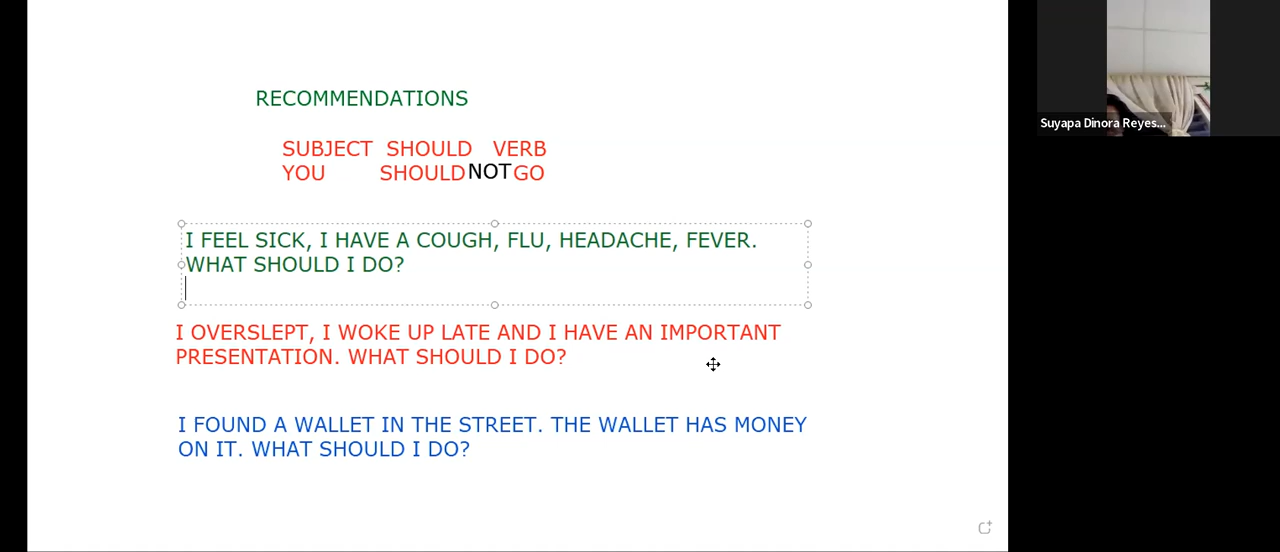 RECOMMENDATIONS
SUBJECT SHOULD VERB
YOU SHOULD NOT GO
I FEEL SICK, I HAVE A COUGH, FLU, HEADACHE, FEVER.
WHAT SHOULD I DO?
I OVERSLEPT, I WOKE UP LATE AND I HAVE AN IMPORTANT
PRESENTATION. WHAT SHOULD I DO?
I FOUND A WALLET IN THE STREET. THE WALLET HAS MONEY
ON IT. WHAT SHOULD I DO?
Suyapa Dinora Reyes...